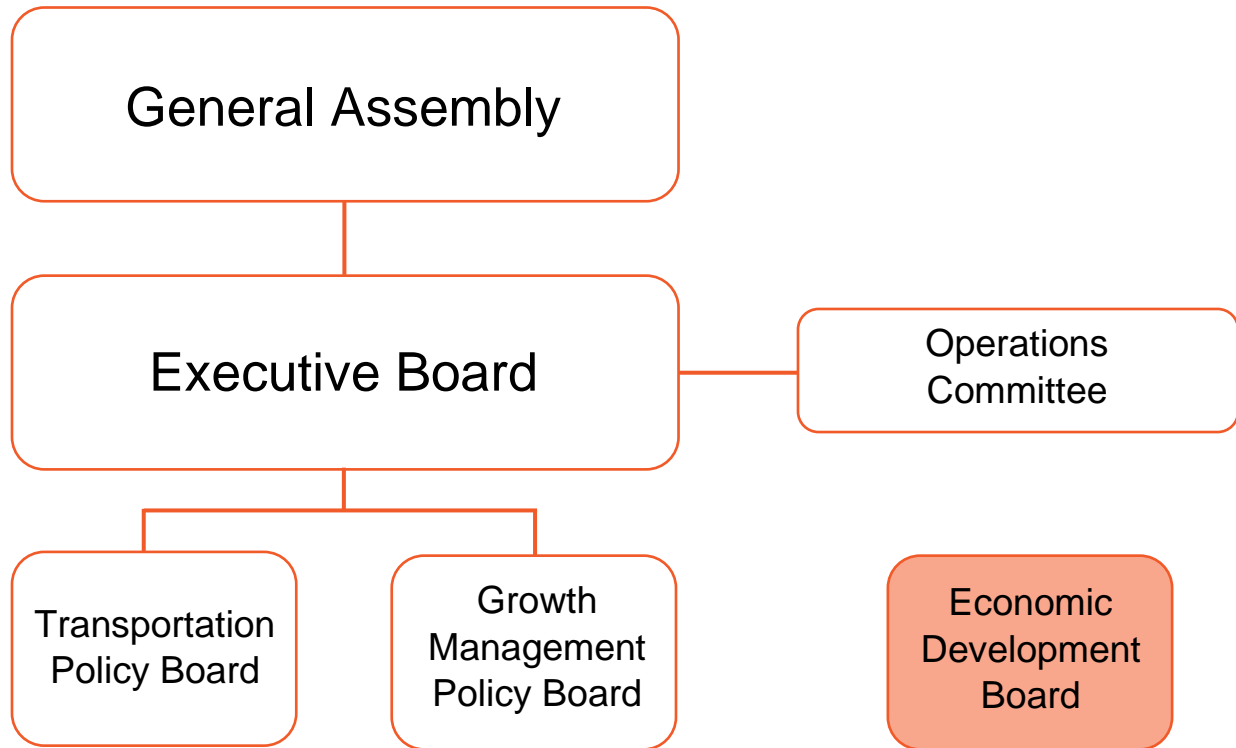 General Assembly
Executive Board
Operations
Committee
Transportation
Policy Board
Growth
Management
Policy Board
Economic
Development
Board